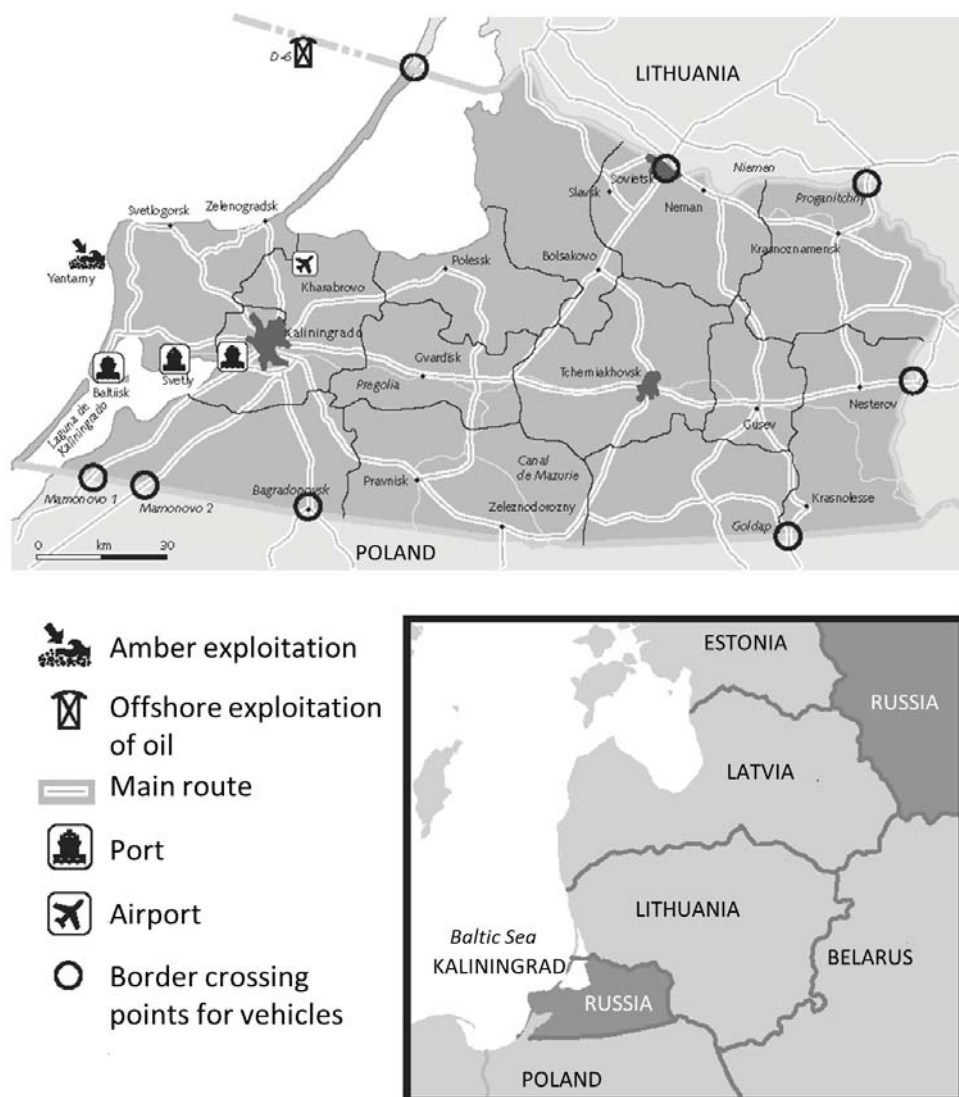 LITHUANIA
D-6
Niemen
Sovietsk
Slavsk
Neman
Proganitchny
Svetlogorsk
Zelenogradsk
Kramoznamensk
Yantarny
Kharabrovo
Polessk
Bolsakovo
Kaliningrado
Gvardisk
Tcherniakhovsk
Svetly
Baltiisk
Pregolia
Nesterov
Laguna de
Kaliningrado
Gusev
Canal
de Mazurie
Mamonovo 1
Mamonovo 2
Bagradonovsk
Pravnisk
Zeleznodorozny
Krasnolesse
Goldap
0 km 30
POLAND
Amber exploitation
Offshore exploitation
of oil
Main route
Port
Airport
Border crossing
points for vehicles
ESTONIA
RUSSIA
LATVIA
LITHUANIA
Baltic Sea
KALININGRAD
BELARUS
RUSSIA
POLAND